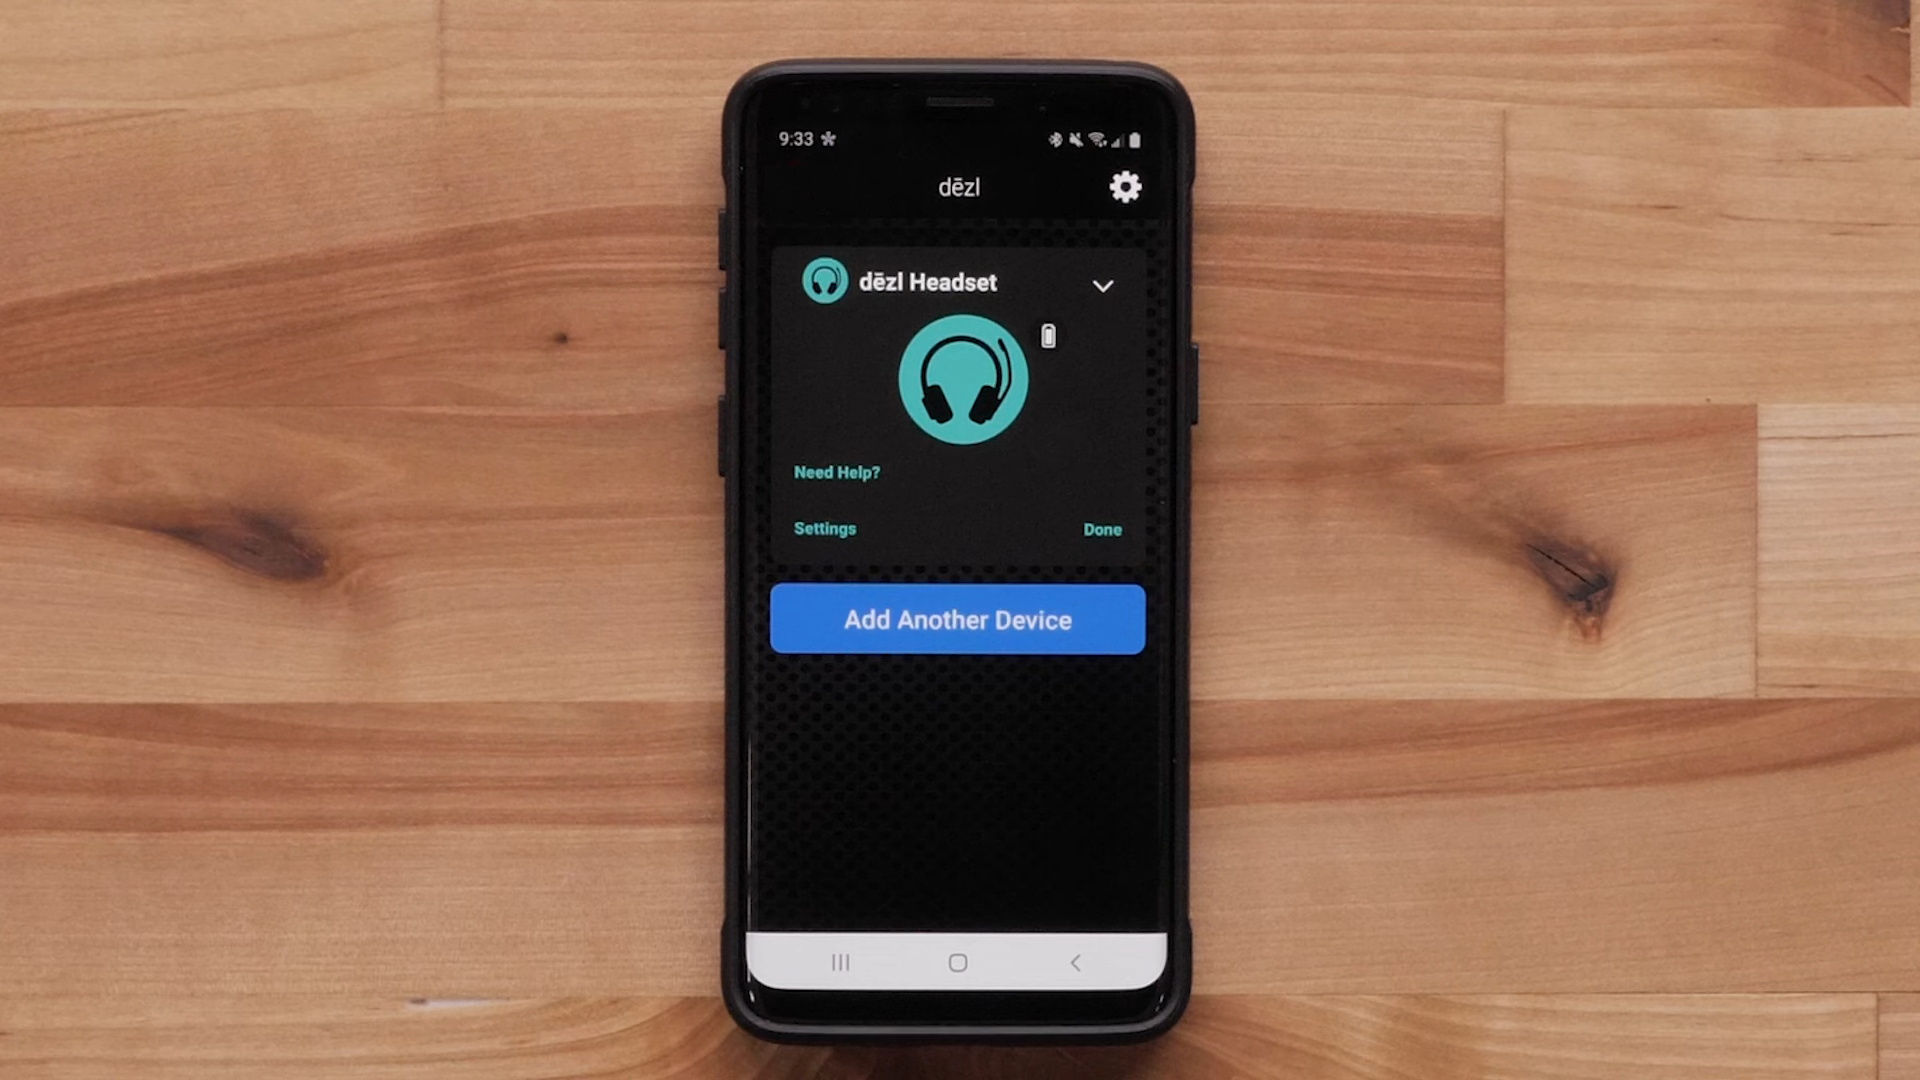 9:33
dēzl
dēzl Headset
Need Help?
Settings
Done
Add Another Device